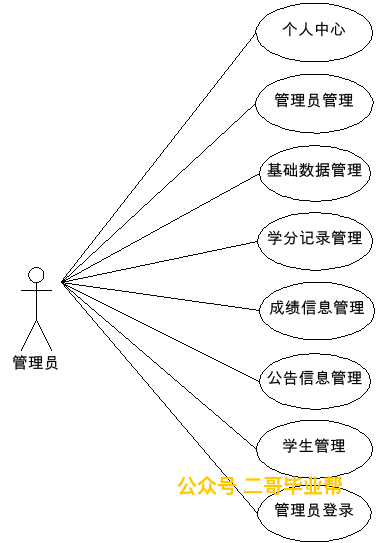 个人中心
管理员管理
基础数据管理
学分记录管理
成绩信息管理
管理员
公告信息管理
学生管理
公众号 二哥毕业帮
管理员登录